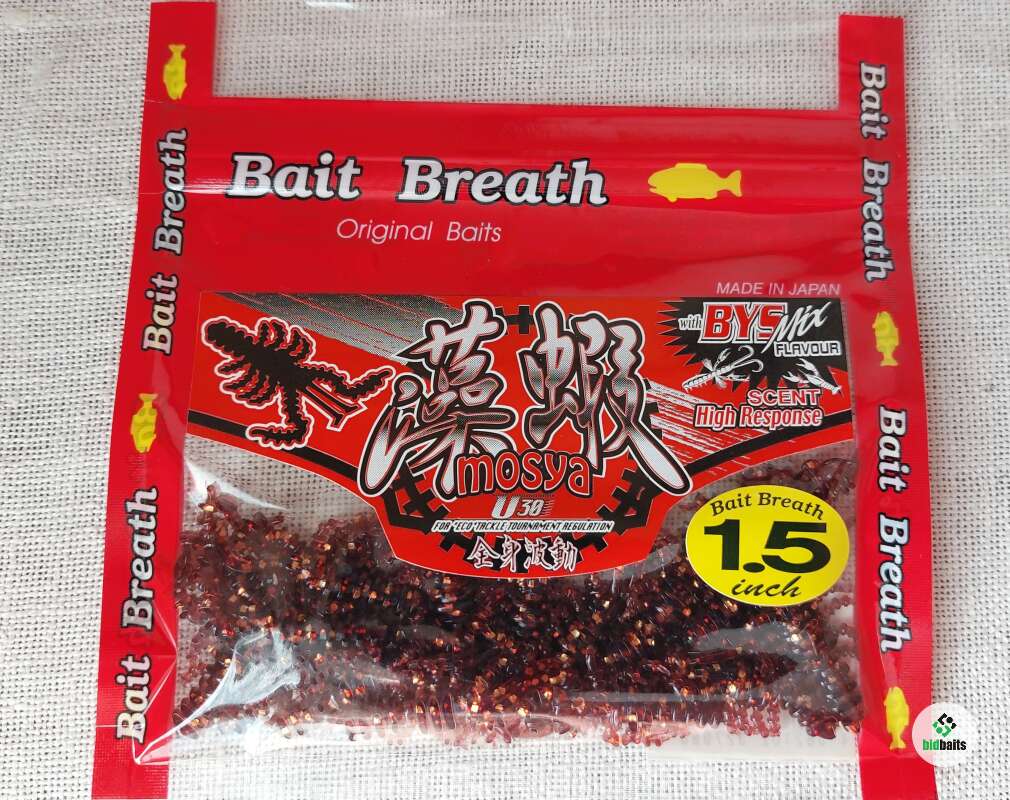 Bait Breath
Original Baits
MADE IN JAPAN
with BYS Mix
FLAVOUR
SCENT
High Response
藻蝦
mosya
U30
FOR "ECO" TACKLE TOURNAMENT REGULATION
全身波動
Bait Breath
1.5
inch
Bait Breath
Bait Breath
Bait Breath
Bait Breath
Bait Breath
bidbaits